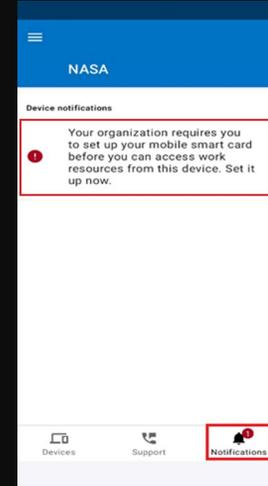 NASA
Device notifications
Your organization requires you
to set up your mobile smart card
before you can access work
resources from this device. Set it
up now.
1
Devices
Support
Notifications